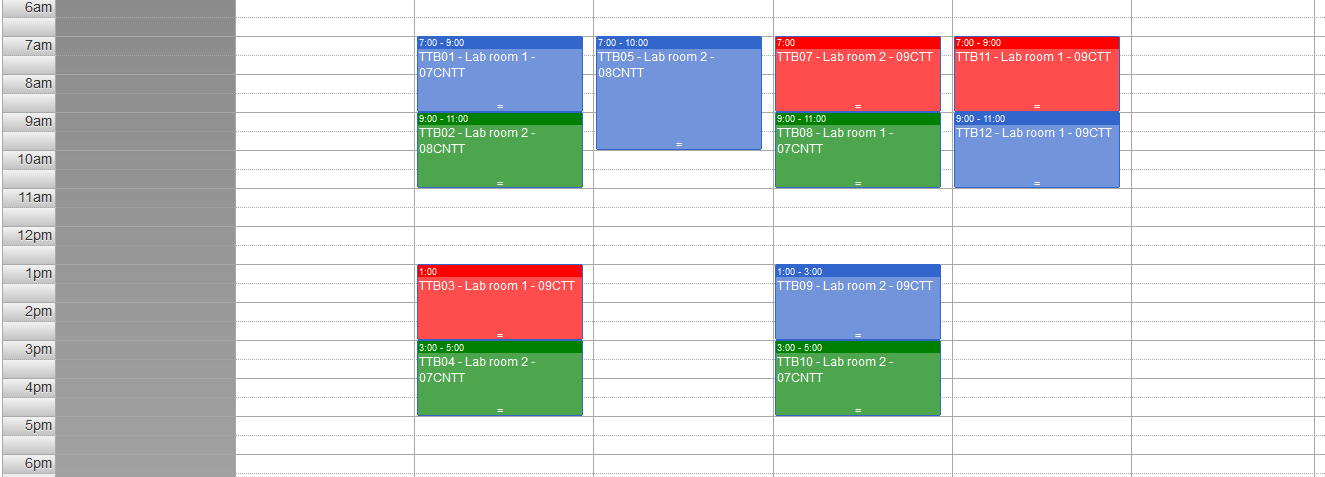 6am
7am
8am
9am
10am
11am
12pm
1pm
2pm
3pm
4pm
5pm
6pm
7:00 - 9:00
TTB01 - Lab room 1 -
07CNTT
=
9:00 - 11:00
TTB02 - Lab room 2 -
08CNTT
=
1:00
TTB03 - Lab room 1 - 09CTT
=
3:00 - 5:00
TTB04 - Lab room 2 -
07CNTT
=
7:00 - 10:00
TTB05 - Lab room 2 -
08CNTT
=
7:00
TTB07 - Lab room 2 - 09CTT
=
9:00 - 11:00
TTB08 - Lab room 1 -
07CNTT
=
1:00 - 3:00
TTB09 - Lab room 2 - 09CTT
=
3:00 - 5:00
TTB10 - Lab room 2 -
07CNTT
=
7:00 - 9:00
TTB11 - Lab room 1 - 09CTT
=
9:00 - 11:00
TTB12 - Lab room 1 - 09CTT
=